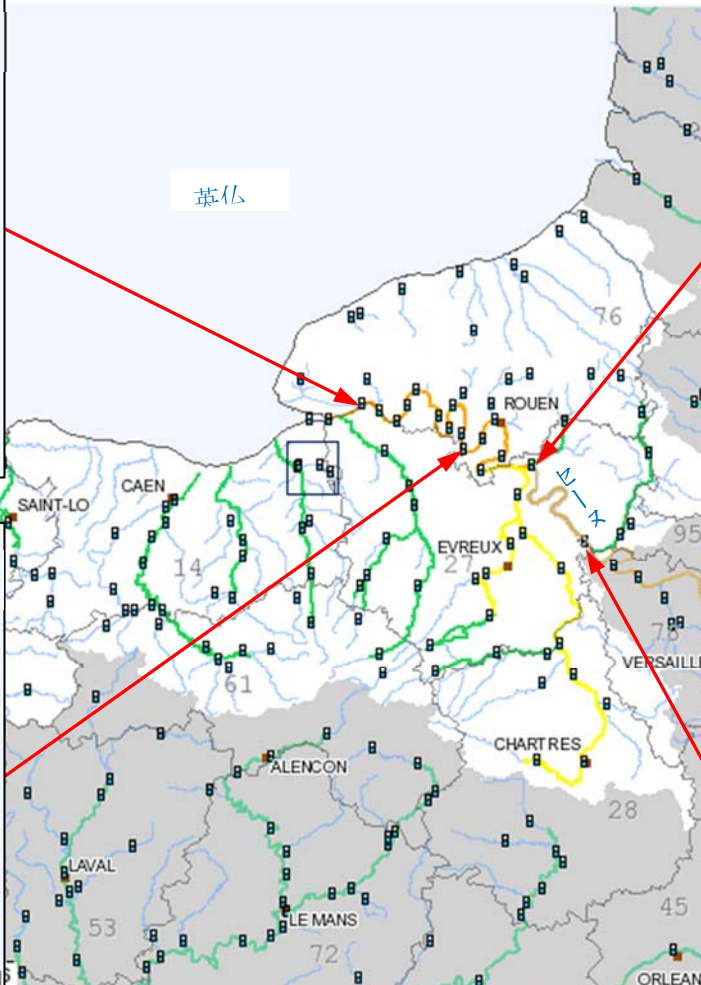 英仏
76
ROUEN
セーヌ
CAEN
SAINT-LO
95
EVREUX
27
14
78
VERSAILLE
61
CHARTRES
ALENCON
28
LAVAL
45
LE MANS
53
72
S
ORLEAN